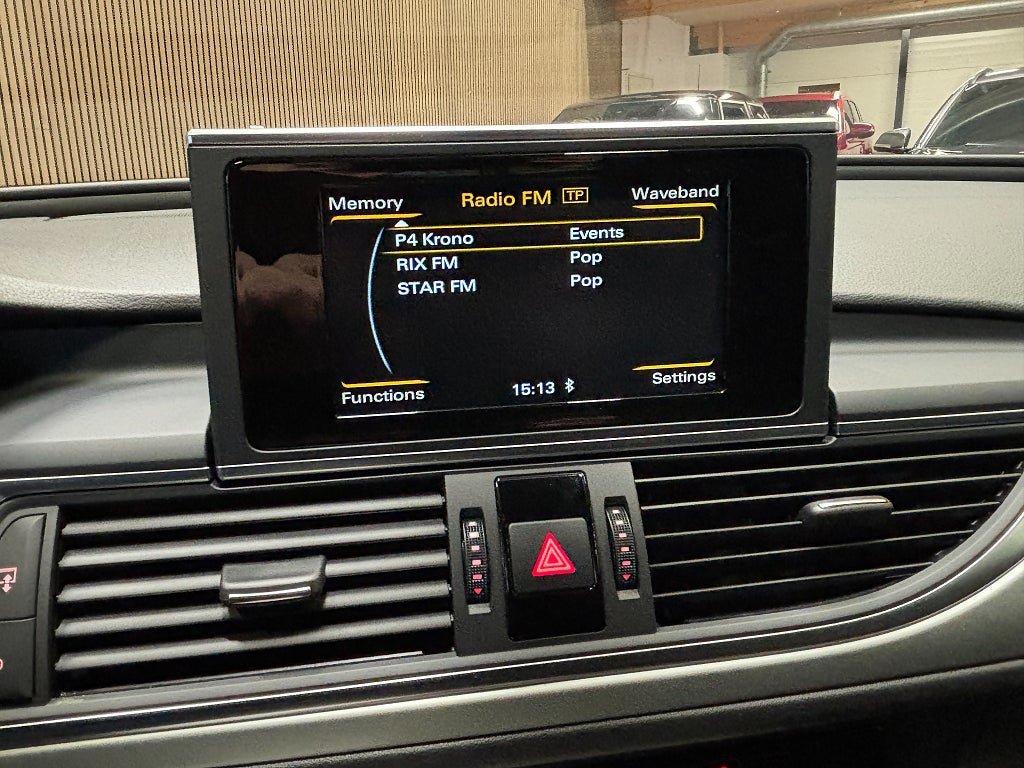 Memory Radio FM TP Waveband
P4 Krono Events
RIX FM Pop
STAR FM Pop
Functions 15:13 Settings